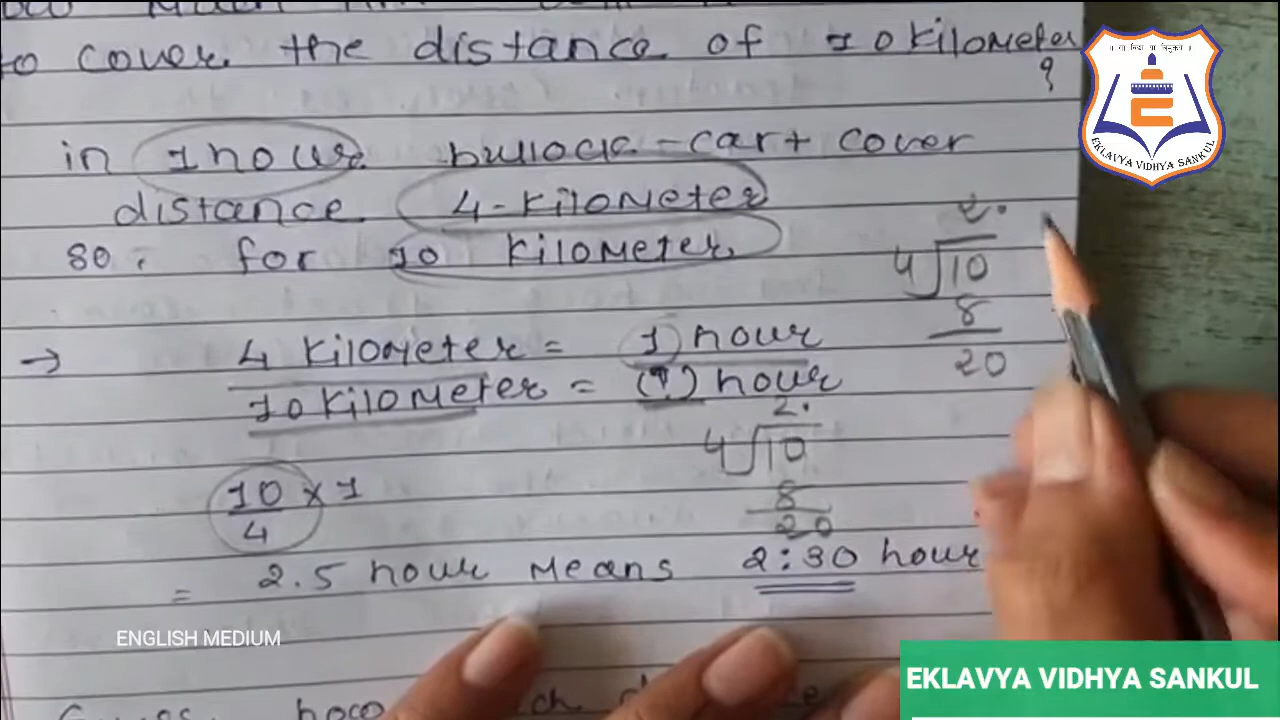 to cover the distance of 10 kilometer
?
in 1 hour bullock-cart cover
distance 4-kilometer
so, for 10 kilometer
2.
4 10
8
20
→ 4 kilometer = 1 hour
10 kilometer = (?) hour
2.
4 10
8
20
10 × 1
4
= 2.5 hour means 2:30 hour
EKLAVYA VIDHYA SANKUL
ENGLISH MEDIUM
EKLAVYA VIDHYA SANKUL